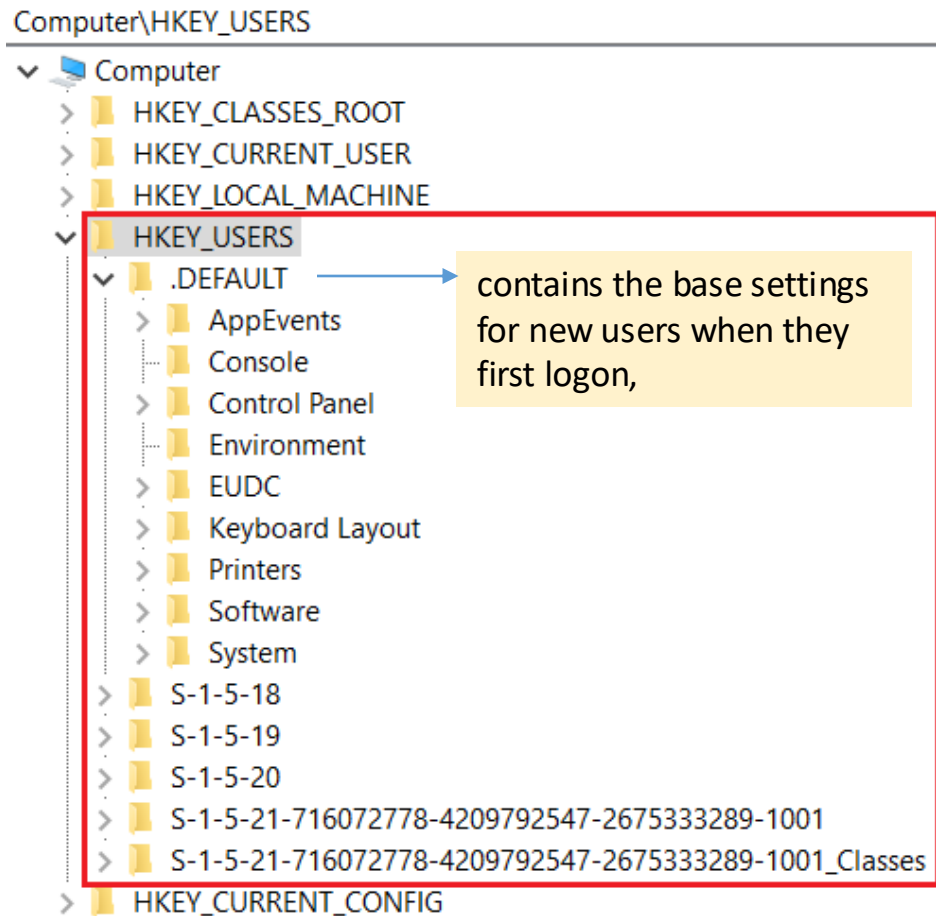 Computer\HKEY_USERS
Computer
HKEY_CLASSES_ROOT
HKEY_CURRENT_USER
HKEY_LOCAL_MACHINE
HKEY_USERS
.DEFAULT
contains the base settings
for new users when they
first logon,
AppEvents
Console
Control Panel
Environment
EUDC
Keyboard Layout
Printers
Software
System
S-1-5-18
S-1-5-19
S-1-5-20
S-1-5-21-716072778-4209792547-2675333289-1001
S-1-5-21-716072778-4209792547-2675333289-1001_Classes
HKEY_CURRENT_CONFIG